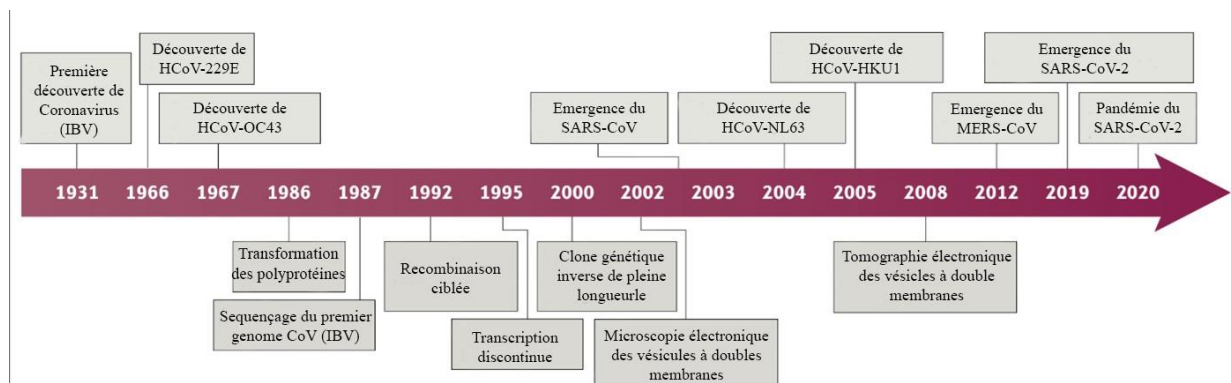 Première
découverte de
Coronavirus
(IBV)
Découverte de
HCoV-229E
Découverte de
HCoV-OC43
Emergence du
SARS-CoV
Découverte de
HCoV-NL63
Découverte de
HCoV-HKU1
Emergence du
MERS-CoV
Emergence du
SARS-CoV-2
Pandémie du
SARS-CoV-2
1931 1966 1967 1986 1987 1992 1995 2000 2002 2003 2004 2005 2008 2012 2019 2020
Transformation
des polyprotéines
Sequençage du premier
genome CoV (IBV)
Recombinaison
ciblée
Transcription
discontinue
Clone génétique
inverse de pleine
longueurle
Microscopie électronique
des vésicules à doubles
membranes
Tomographie électronique
des vésicles à double
membranes